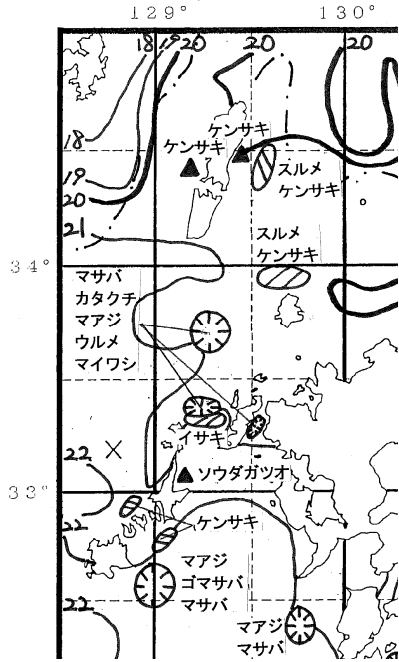 129° 130°
18 19 20 20 20
ケンサキ
ケンサキ
18
スルメ
ケンサキ
19
20
21
スルメ
ケンサキ
34°
マサバ
カタクチ
マアジ
ウルメ
マイワシ
イサキ
22
ソウダガツオ
33°
22
ケンサキ
マアジ
ゴマサバ
マサバ
22
マアジ
マサバ